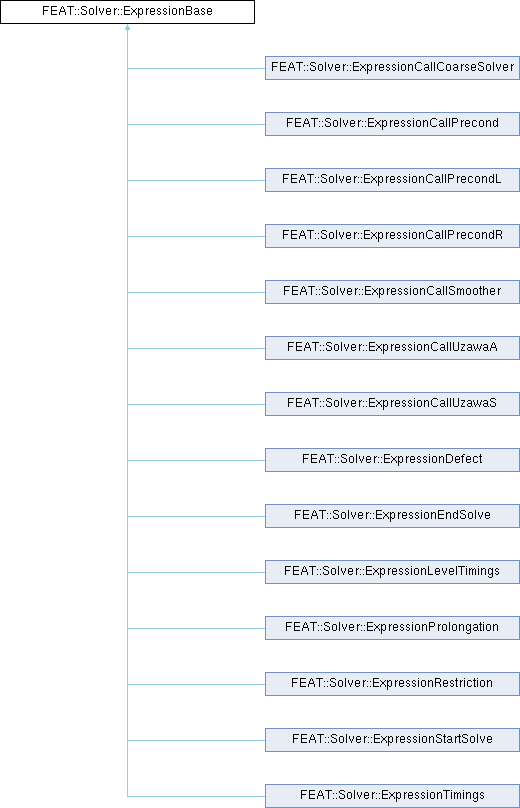 FEAT::Solver::ExpressionBase
FEAT::Solver::ExpressionCallCoarseSolver
FEAT::Solver::ExpressionCallPrecond
FEAT::Solver::ExpressionCallPrecondL
FEAT::Solver::ExpressionCallPrecondR
FEAT::Solver::ExpressionCallSmoother
FEAT::Solver::ExpressionCallUzawaA
FEAT::Solver::ExpressionCallUzawaS
FEAT::Solver::ExpressionDefect
FEAT::Solver::ExpressionEndSolve
FEAT::Solver::ExpressionLevelTimings
FEAT::Solver::ExpressionProlongation
FEAT::Solver::ExpressionRestriction
FEAT::Solver::ExpressionStartSolve
FEAT::Solver::ExpressionTimings